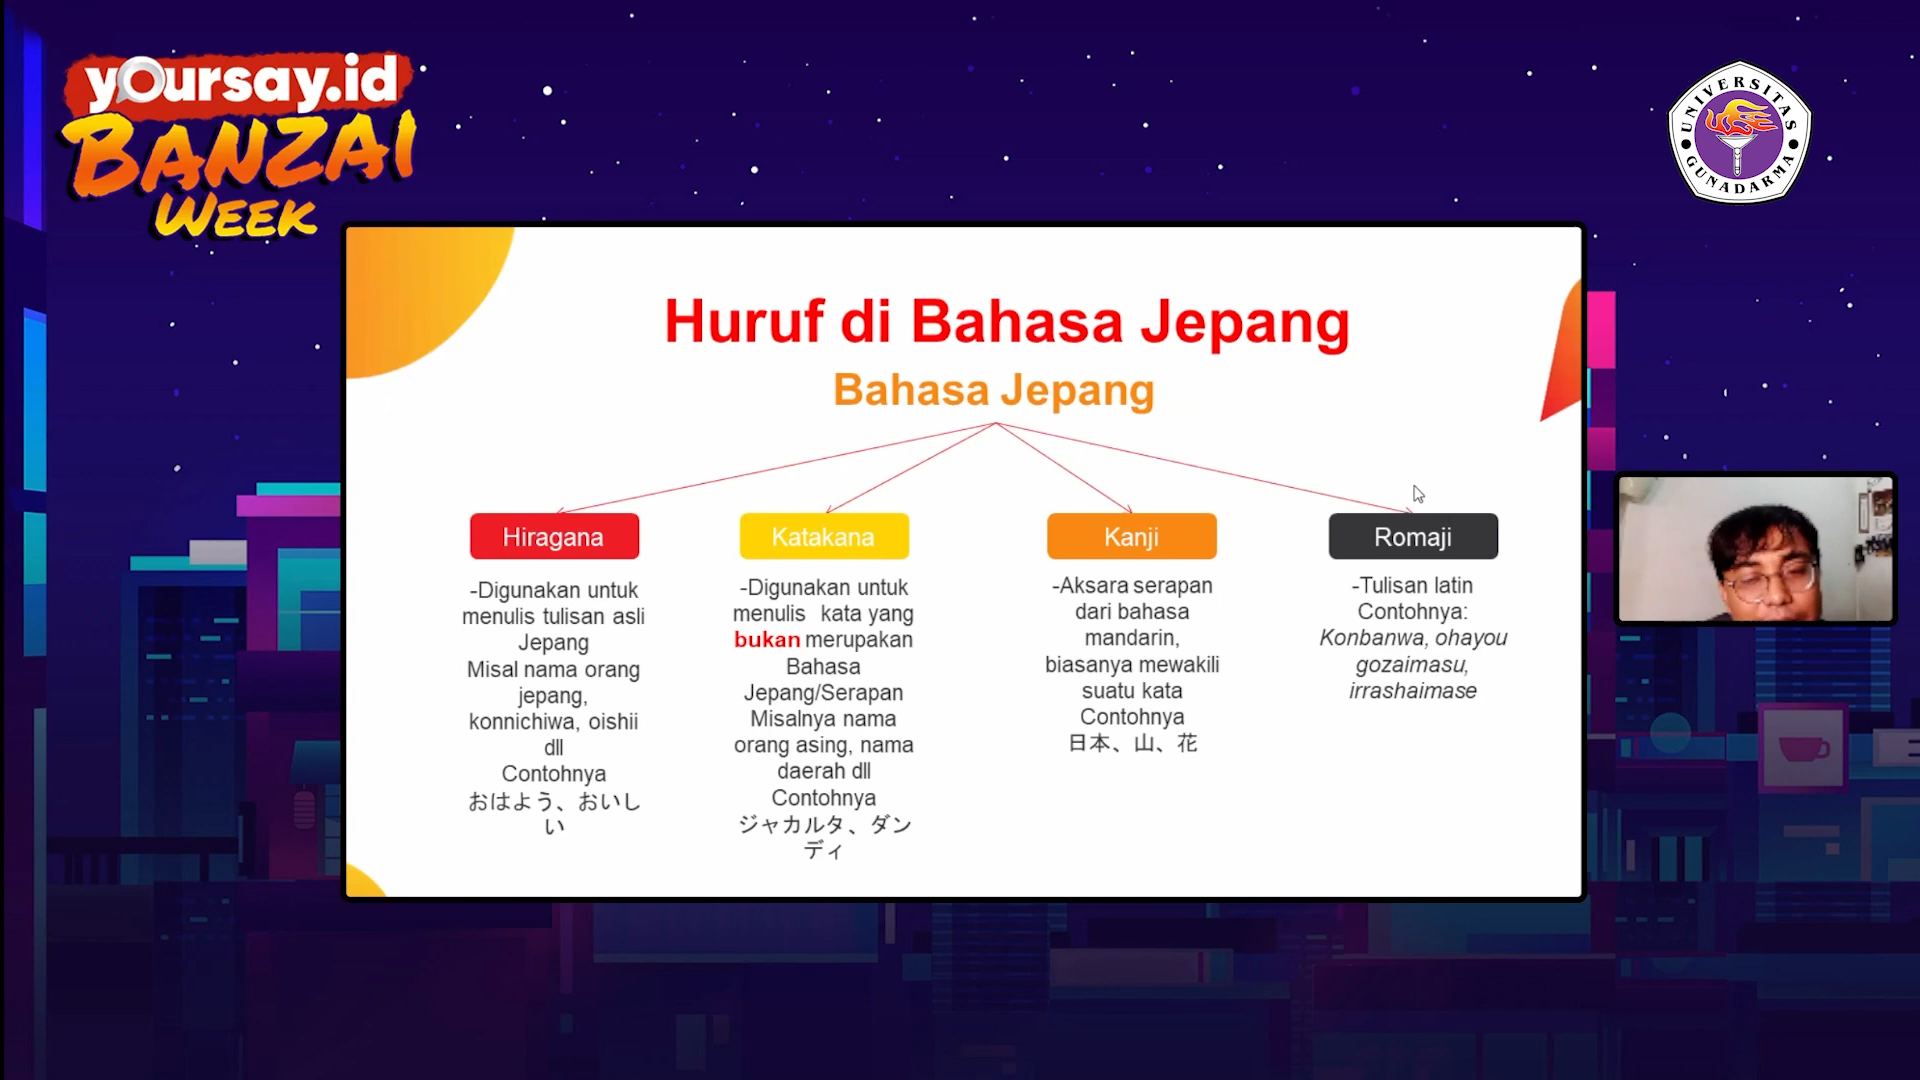 yoursay.id
BANZAI
WEEK
UNIVERSITAS
GUNADARMA
Huruf di Bahasa Jepang
Bahasa Jepang
Hiragana
-Digunakan untuk
menulis tulisan asli
Jepang
Misal nama orang
jepang,
konnichiwa, oishii
dll
Contohnya
おはよう、おいし
い
Katakana
-Digunakan untuk
menulis kata yang
bukan merupakan
Bahasa
Jepang/Serapan
Misalnya nama
orang asing, nama
daerah dll
Contohnya
ジャカルタ、ダン
ディ
Kanji
-Aksara serapan
dari bahasa
mandarin,
biasanya mewakili
suatu kata
Contohnya
日本、山、花
Romaji
-Tulisan latin
Contohnya:
Konbanwa, ohayou
gozaimasu,
irrashaimase